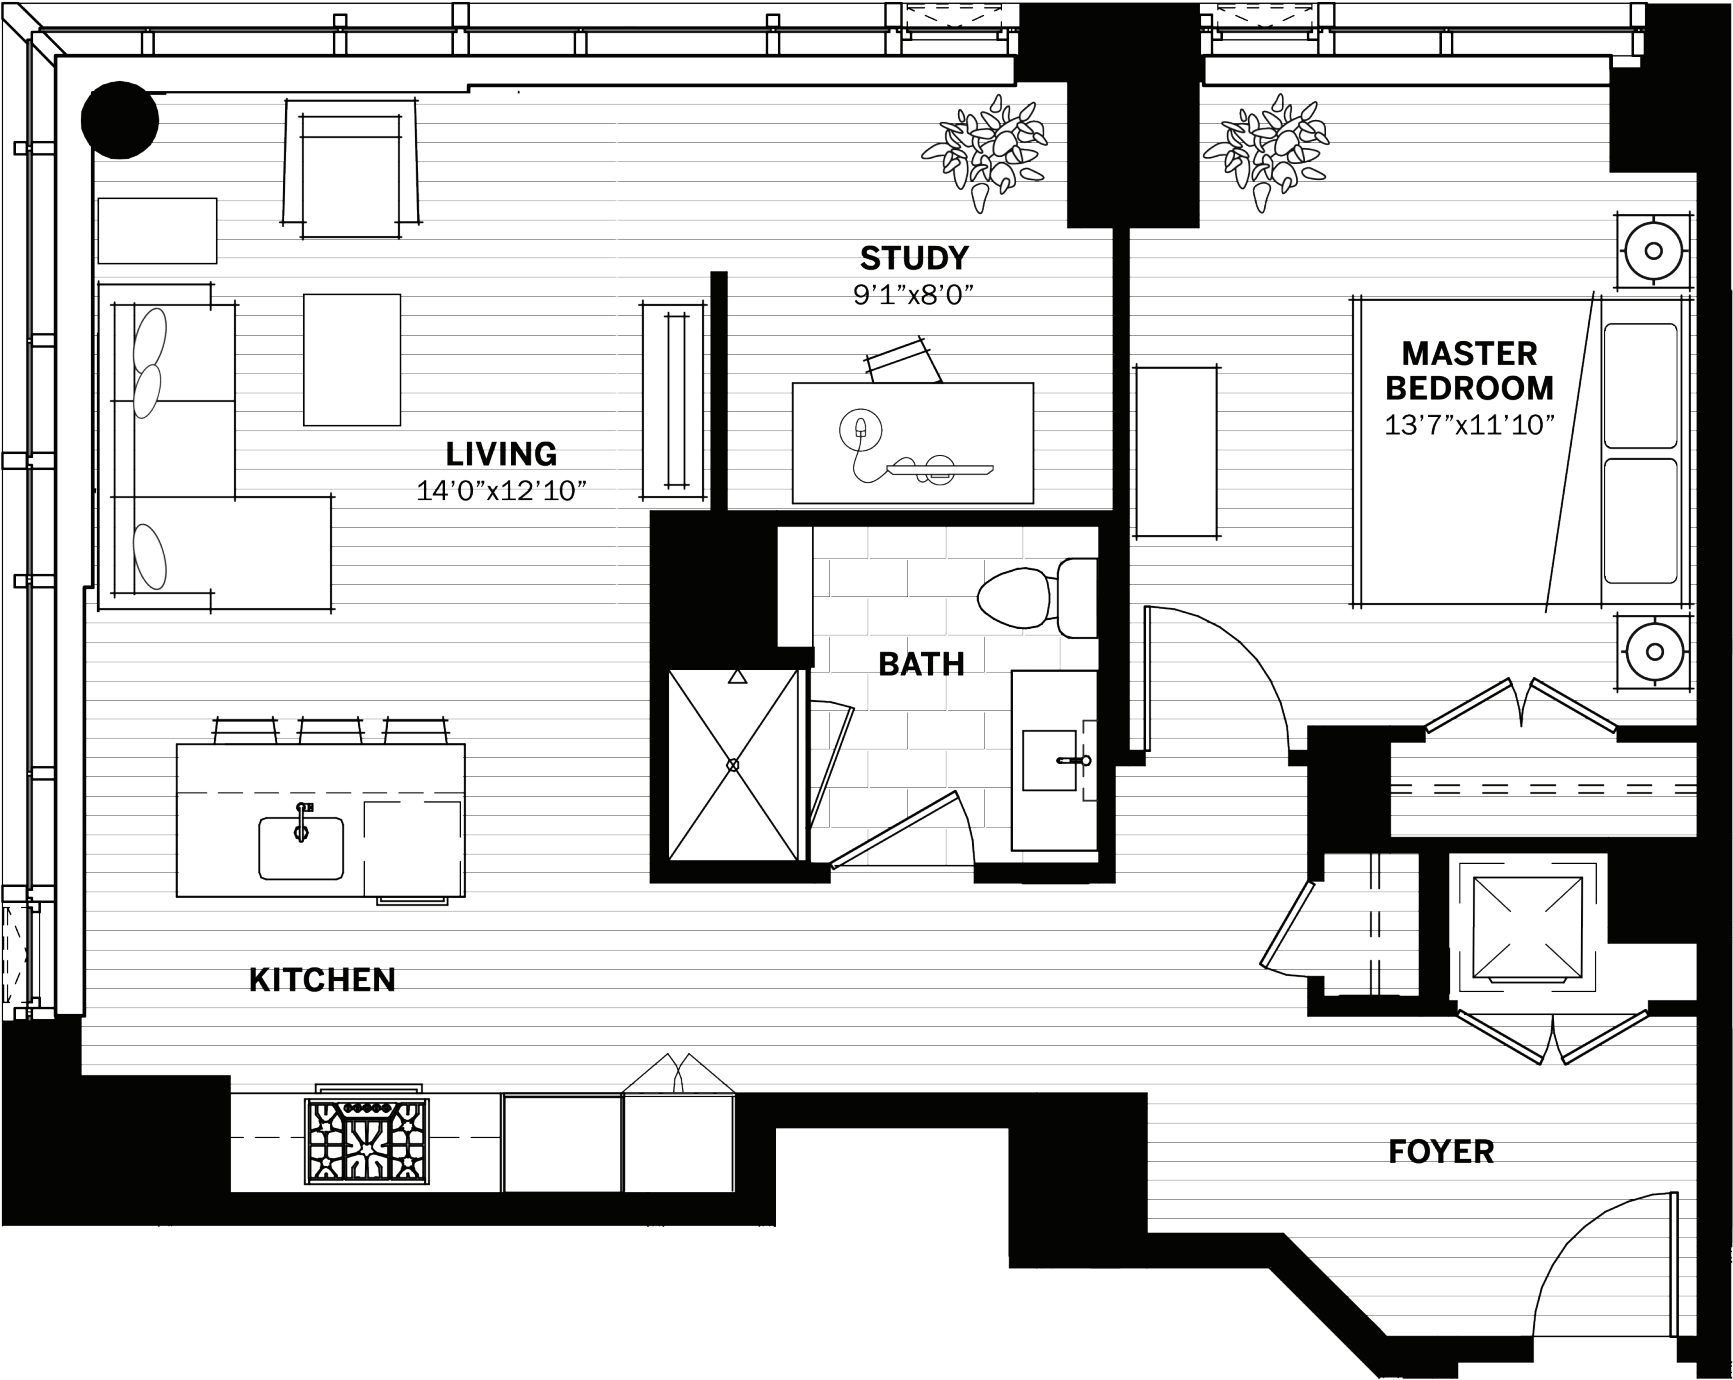 STUDY
9’1”x8’0”
MASTER
BEDROOM
13’7”x11’10”
LIVING
14’0”x12’10”
BATH
KITCHEN
FOYER